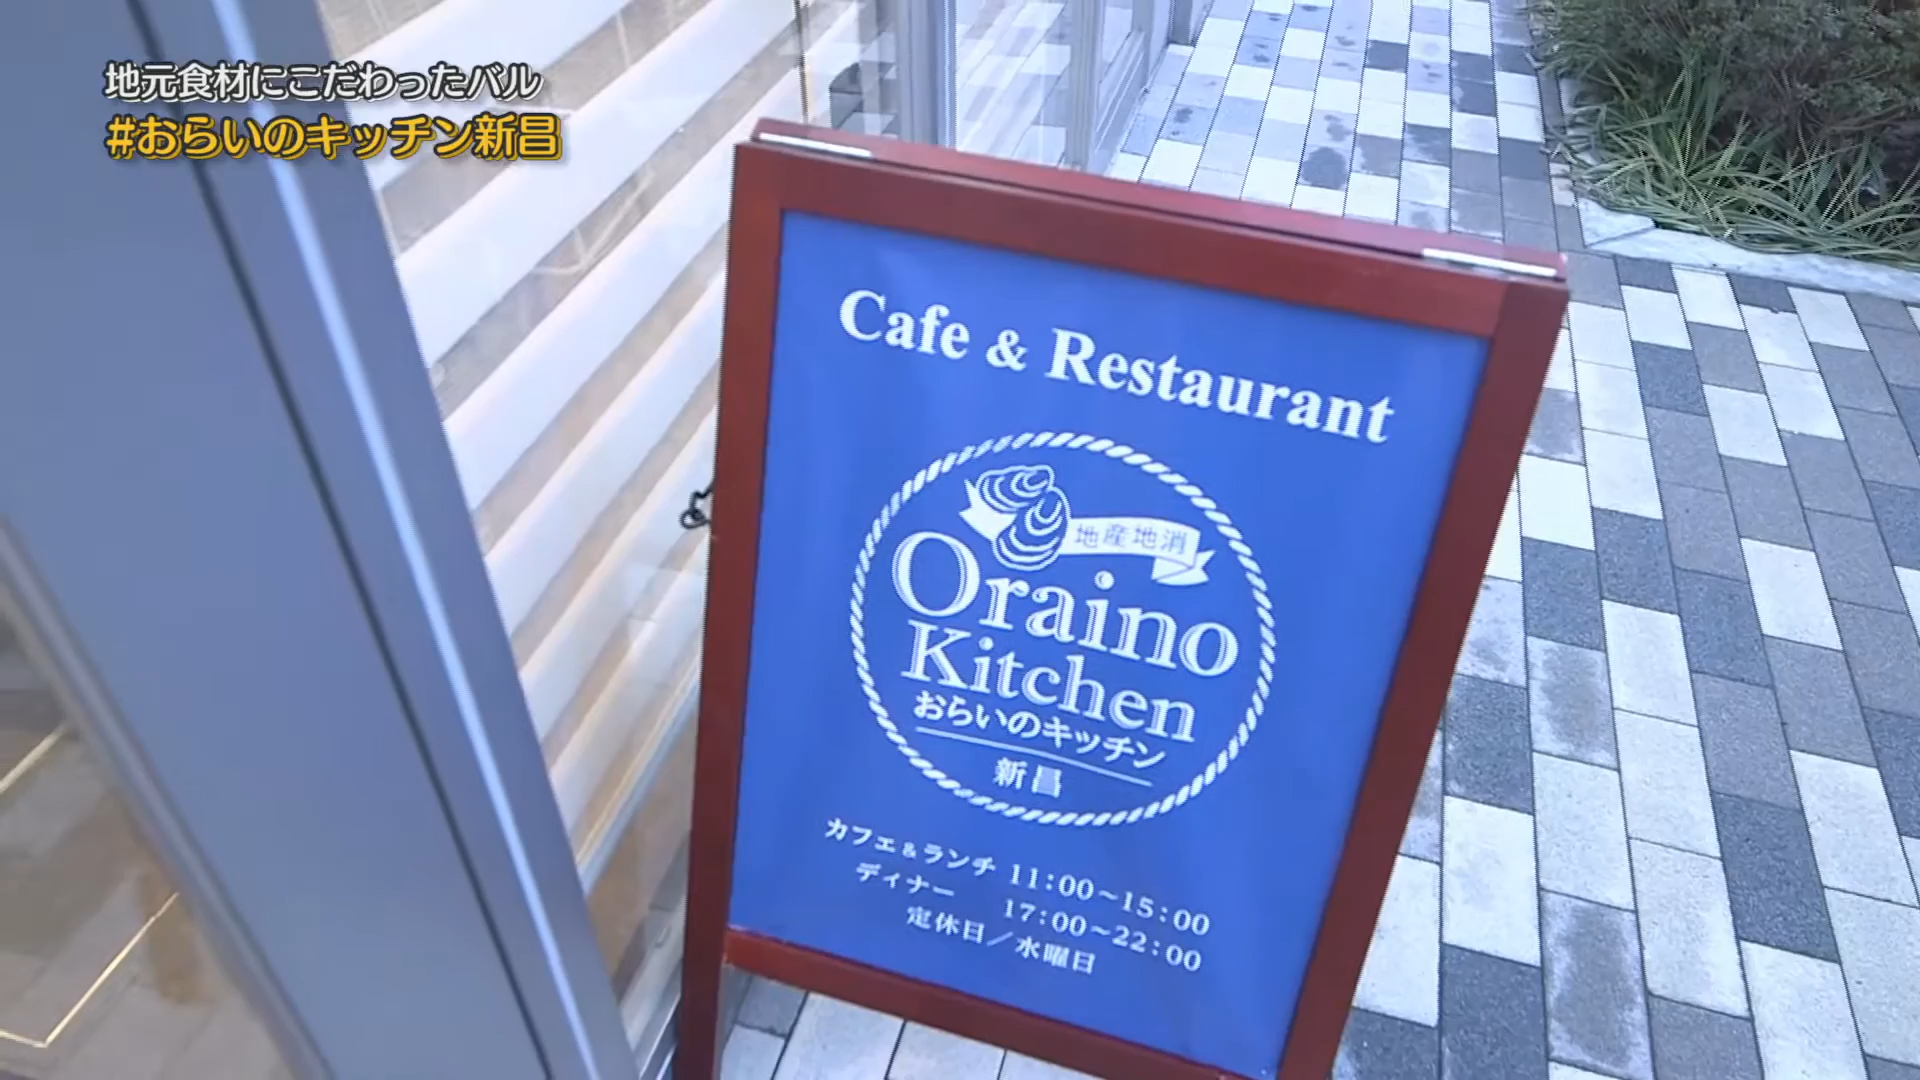 地元食材にこだわったバル
#おらいのキッチン新昌
Cafe & Restaurant
地産地消
Oraino
Kitchen
おらいのキッチン
新昌
カフェ&ランチ 11:00~15:00
ディナー 17:00~22:00
定休日/水曜日